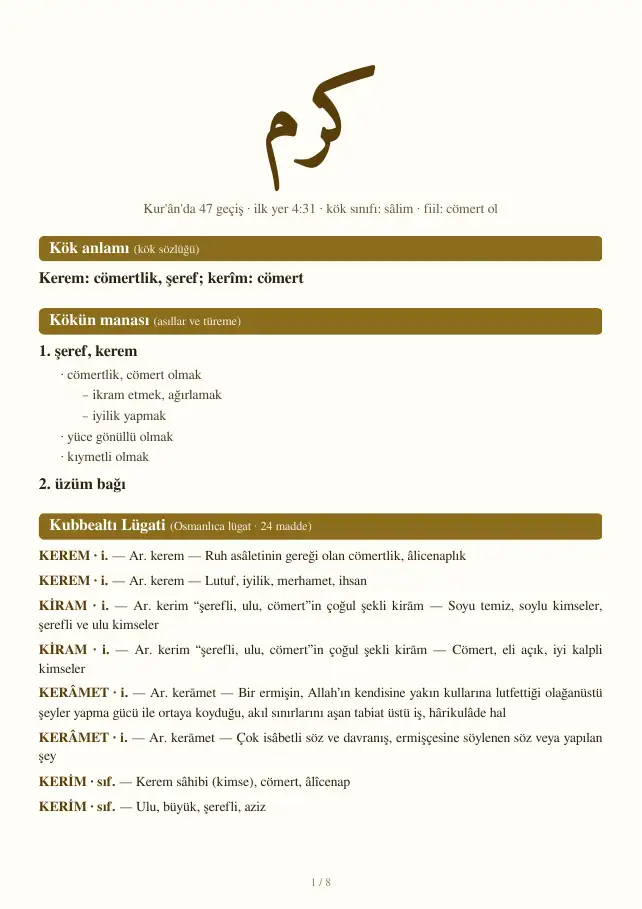 كرم
Kur'ân'da 47 geçiş · ilk yer 4:31 · kök sınıfı: sâlim · fiil: cömert ol
Kök anlamı (kök sözlüğü)
Kerem: cömertlik, şeref; kerîm: cömert
Kökün manası (asıllar ve türeme)
1. şeref, kerem
· cömertlik, cömert olmak
– ikram etmek, ağırlamak
– iyilik yapmak
· yüce gönüllü olmak
· kıymetli olmak
2. üzüm bağı
Kubbealtı Lügati (Osmanlıca lügat · 24 madde)
KEREM · i. — Ar. kerem — Ruh asâletinin gereği olan cömertlik, âlicenaplık
KEREM · i. — Ar. kerem — Lutuf, iyilik, merhamet, ihsan
KİRAM · i. — Ar. kerim “şerefli, ulu, cömert”in çoğul şekli kirām — Soyu temiz, soylu kimseler,
şerefli ve ulu kimseler
KİRAM · i. — Ar. kerim “şerefli, ulu, cömert”in çoğul şekli kirām — Cömert, eli açık, iyi kalpli
kimseler
KERÂMET · i. — Ar. kerāmet — Bir ermişin, Allah’ın kendisine yakın kullarına lutfettiği olağanüstü
şeyler yapma gücü ile ortaya koyduğu, akıl sınırlarını aşan tabiat üstü iş, hârikulâde hal
KERÂMET · i. — Ar. kerāmet — Çok isâbetli söz ve davranış, ermişçesine söylenen söz veya yapılan
şey
KERİM · sıf. — Kerem sâhibi (kimse), cömert, âlîcenap
KERİM · sıf. — Ulu, büyük, şerefli, aziz
1 / 8